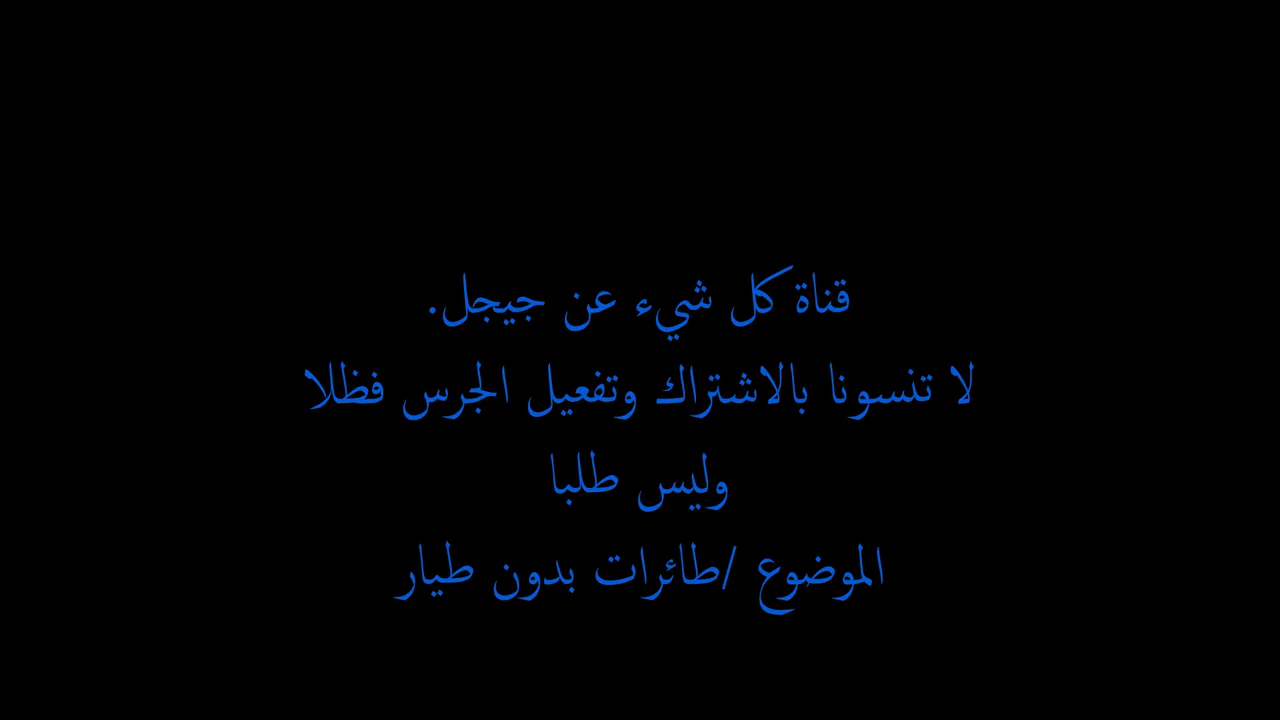 قناة كل شيء عن جيجل.
لا تنسونا بالاشتراك وتفعيل الجرس فظلا
وليس طلبا
الموضوع /طائرات بدون طيار